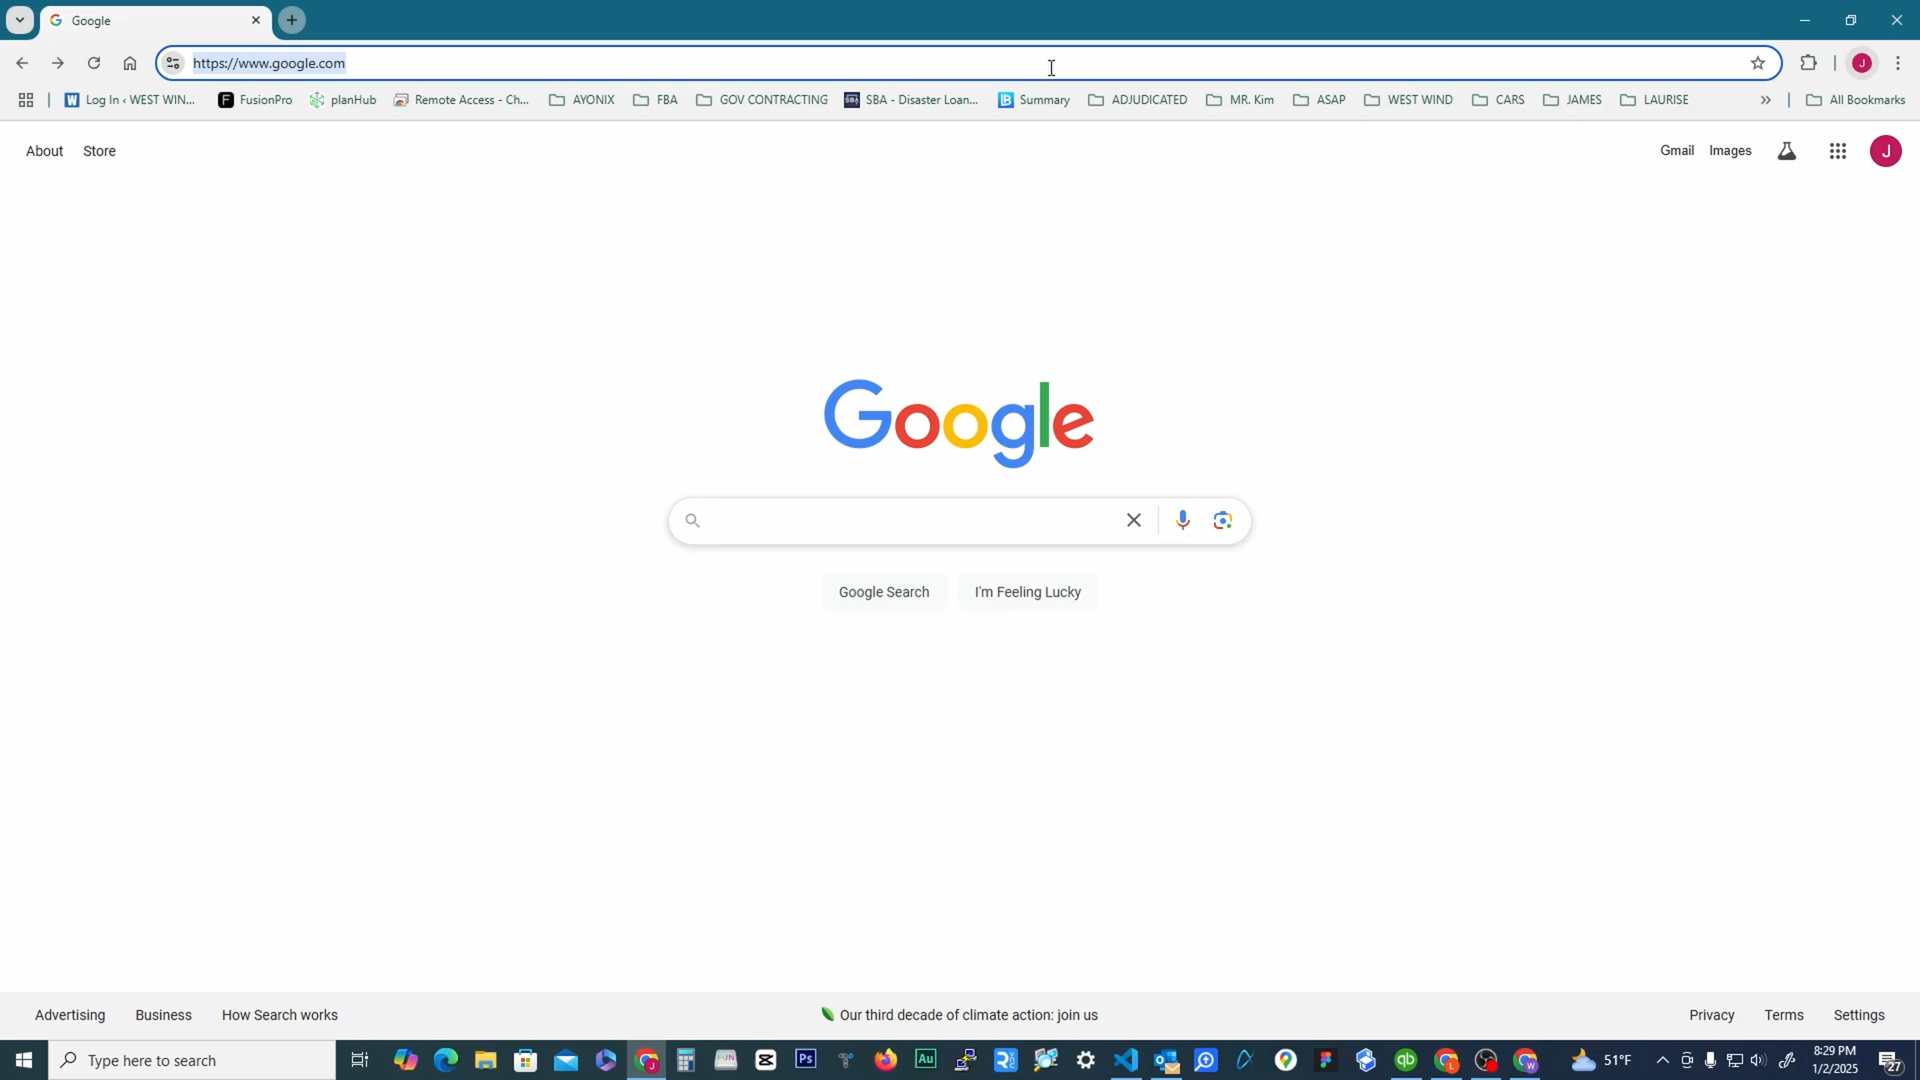 Google
https://www.google.com
Log In ‹ WEST WIN...
FusionPro
planHub
Remote Access - Ch...
AYONIX
FBA
GOV CONTRACTING
SBA - Disaster Loan...
Summary
ADJUDICATED
MR. Kim
ASAP
WEST WIND
CARS
JAMES
LAURISE
All Bookmarks
About
Store
Gmail
Images
J
Google
Google Search
I'm Feeling Lucky
Advertising
Business
How Search works
Our third decade of climate action: join us
Privacy
Terms
Settings
Type here to search
Ps
Au
51°F
8:29 PM
1/2/2025
27